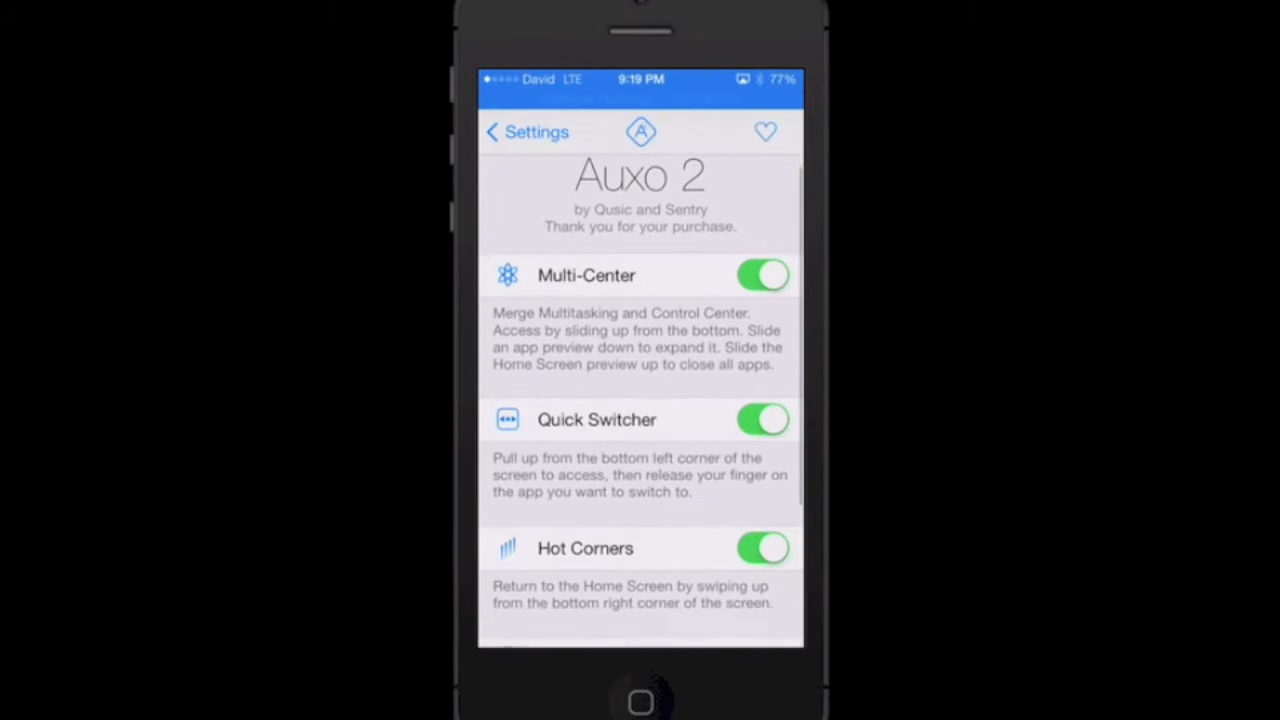 David LTE 9:19 PM 77%
Settings
Auxo 2
by Qusic and Sentry
Thank you for your purchase.
Multi-Center
Merge Multitasking and Control Center.
Access by sliding up from the bottom. Slide
an app preview down to expand it. Slide the
Home Screen preview up to close all apps.
Quick Switcher
Pull up from the bottom left corner of the
screen to access, then release your finger on
the app you want to switch to.
Hot Corners
Return to the Home Screen by swiping up
from the bottom right corner of the screen.